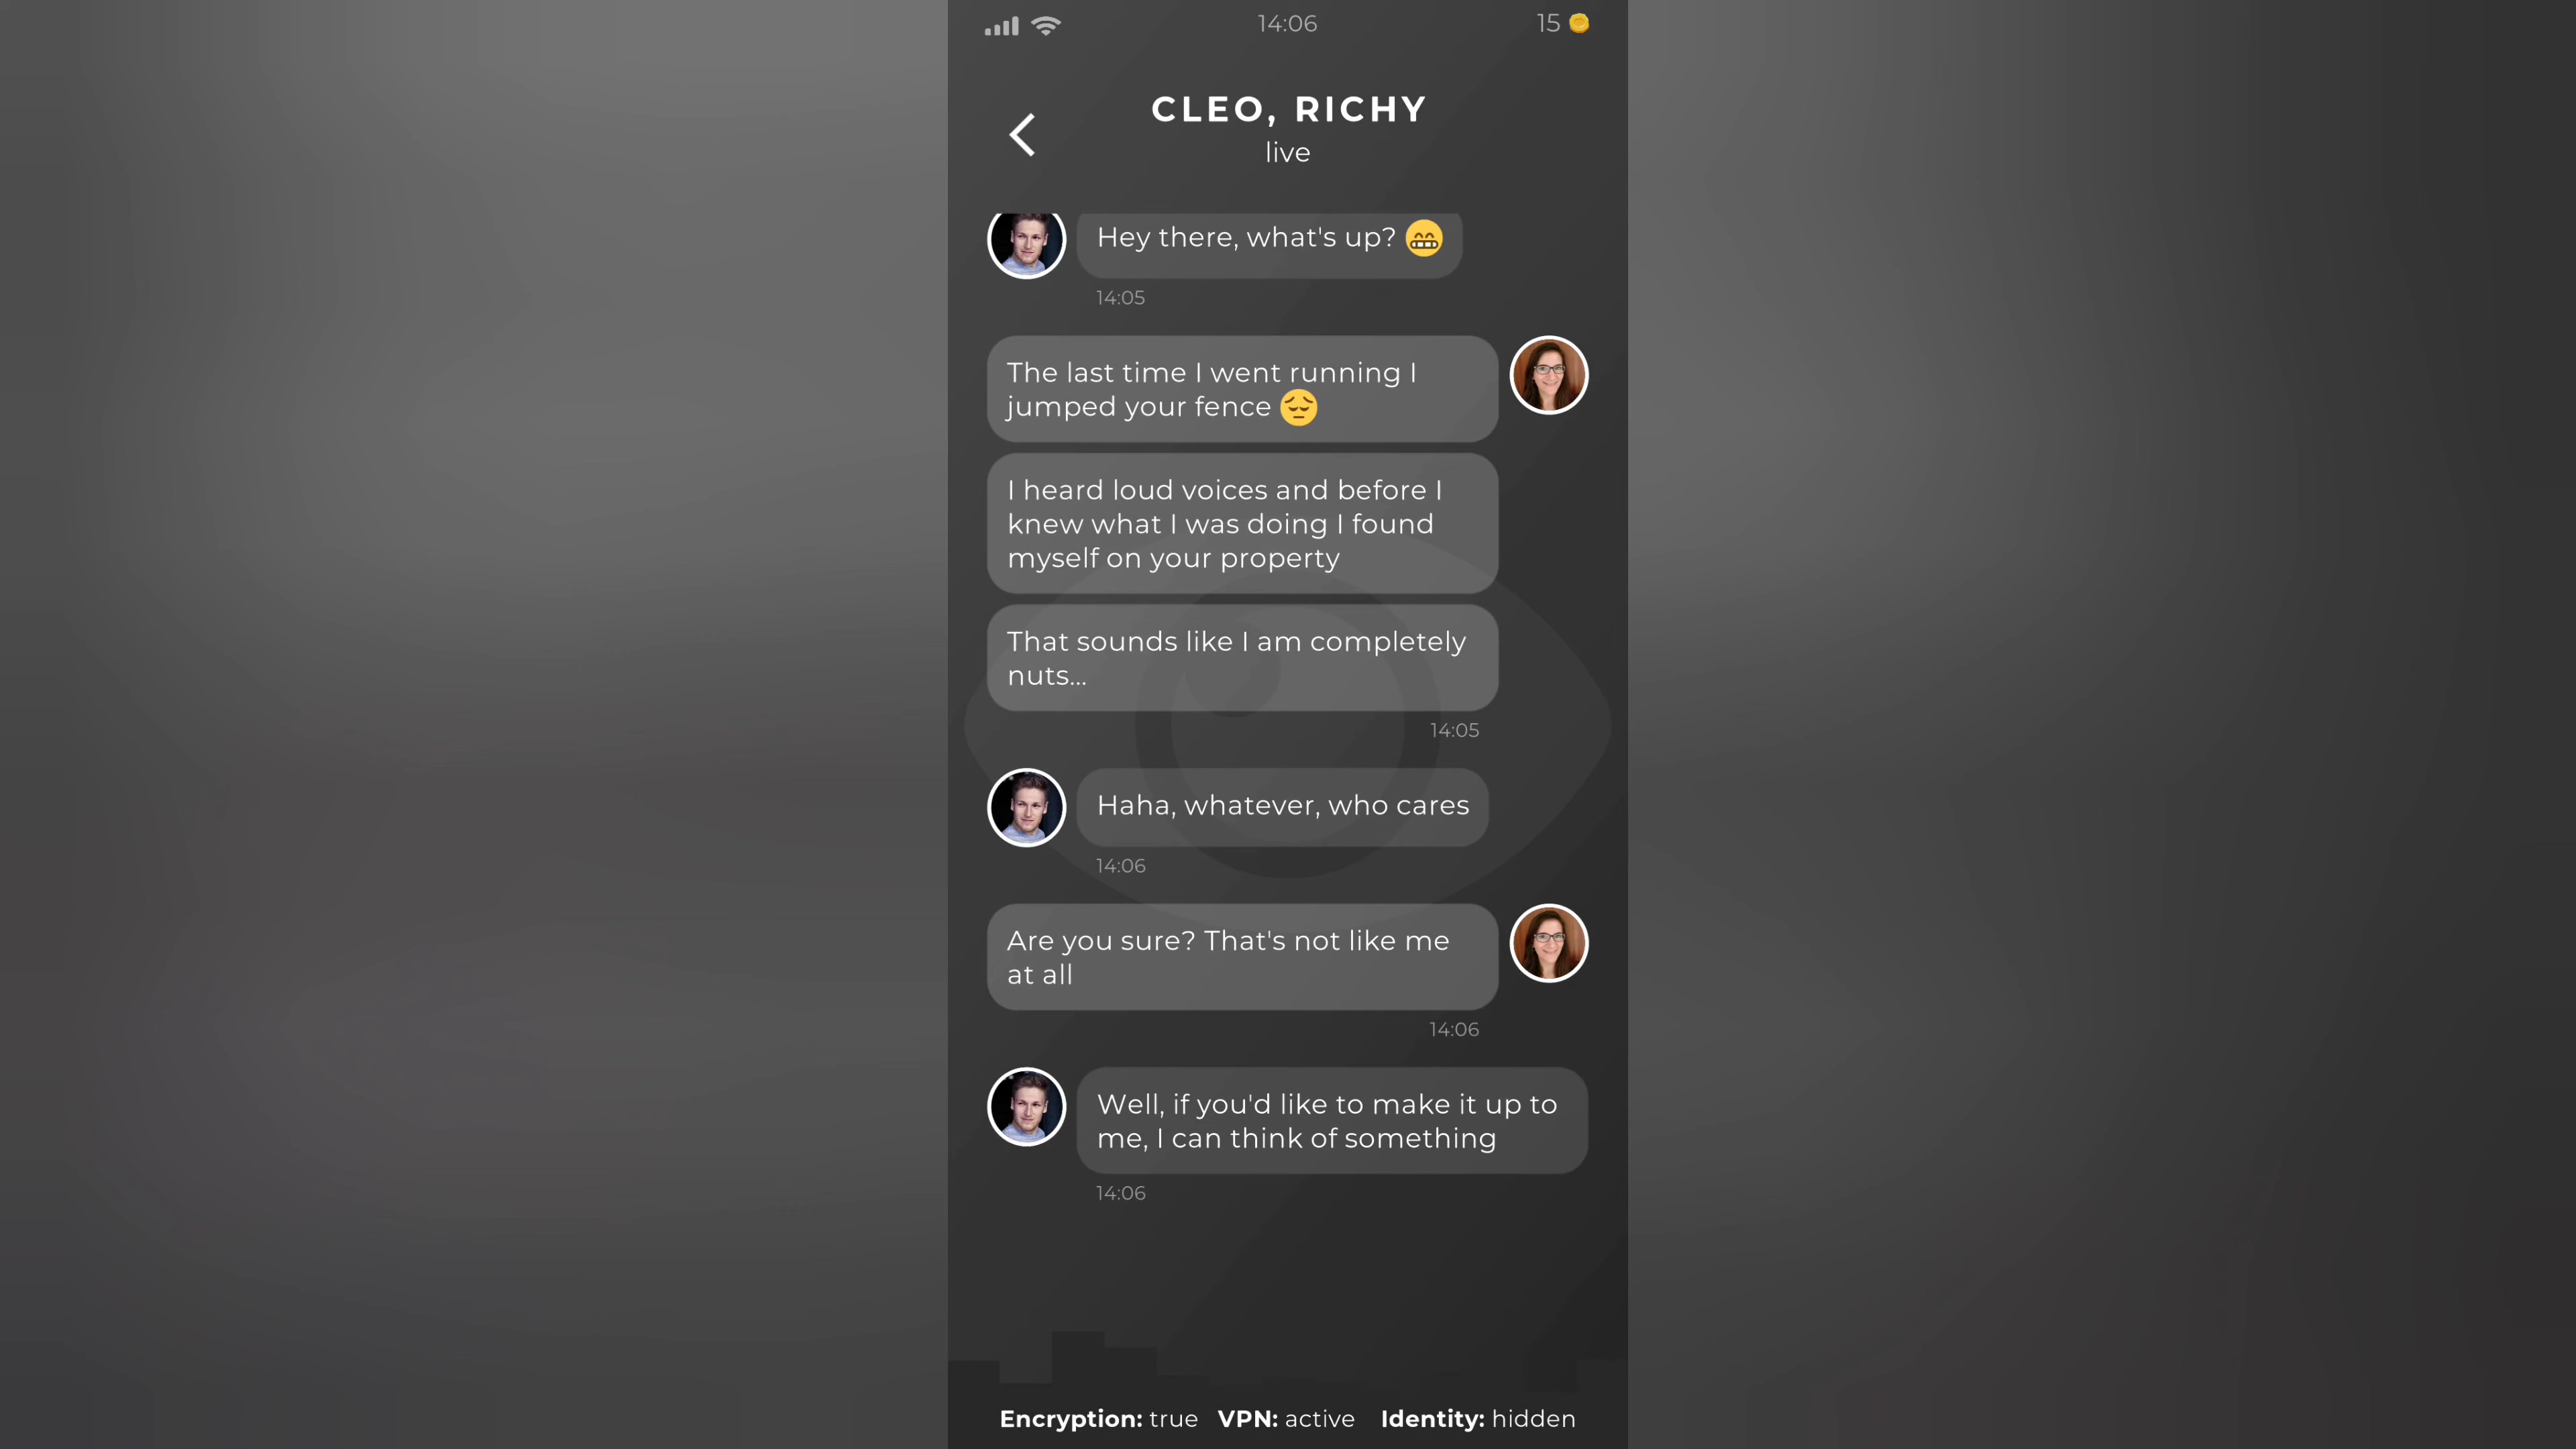 14:06
15
CLEO, RICHY
live
Hey there, what's up? 😁
14:05
The last time I went running I
jumped your fence 😔
I heard loud voices and before I
knew what I was doing I found
myself on your property
That sounds like I am completely
nuts...
14:05
Haha, whatever, who cares
14:06
Are you sure? That's not like me
at all
14:06
Well, if you'd like to make it up to
me, I can think of something
14:06
Encryption: true VPN: active Identity: hidden